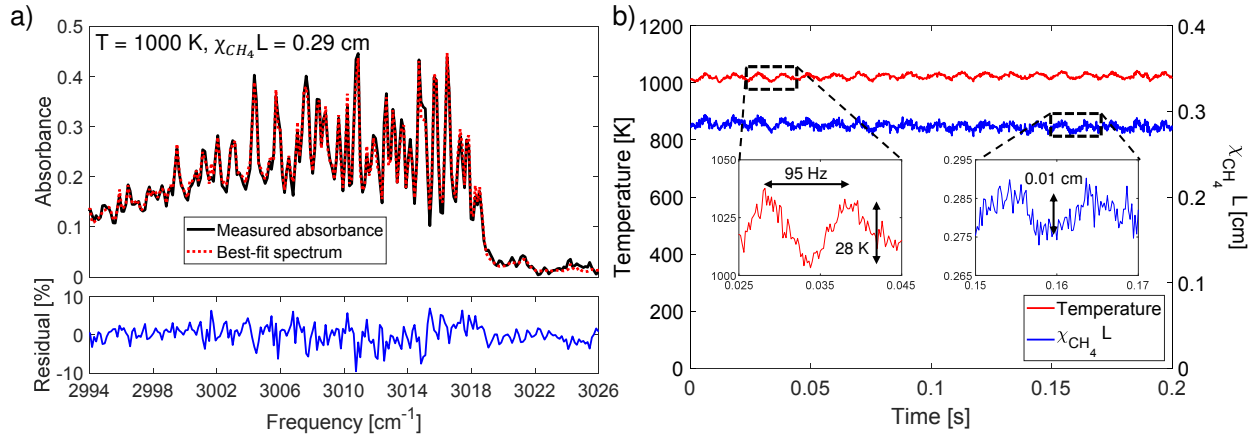 a)
T = 1000 K, χCH₄L = 0.29 cm
0.5
0.4
0.3
0.2
0.1
0
Absorbance
Measured absorbance
Best-fit spectrum
10
0
-10
Residual [%]
2994 2998 3002 3006 3010 3014 3018 3022 3026
Frequency [cm⁻¹]
b)
1200
1000
800
600
400
200
0
Temperature [K]
0.4
0.3
0.2
0.1
0
χCH₄ L [cm]
1050
1025
1000
95 Hz
28 K
0.025 0.035 0.045
0.295
0.285
0.275
0.265
0.01 cm
0.15 0.16 0.17
Temperature
χCH₄ L
0 0.05 0.1 0.15 0.2
Time [s]